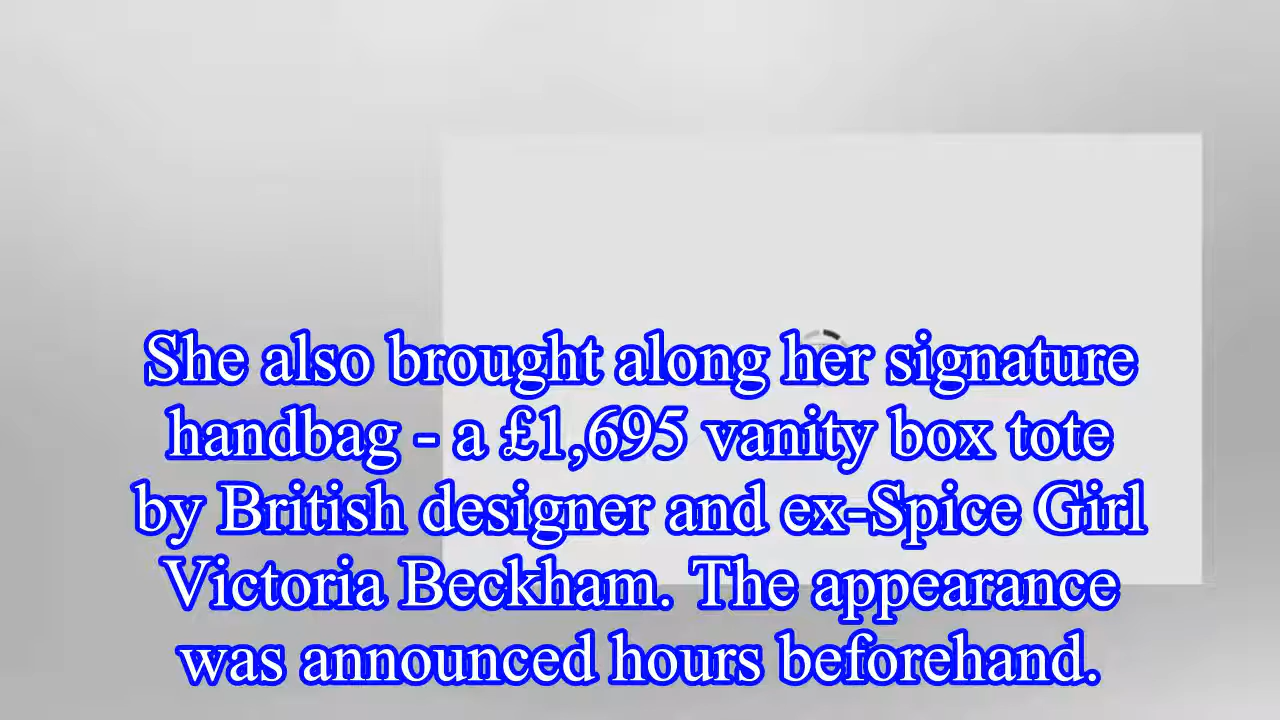 She also brought along her signature
handbag - a £1,695 vanity box tote
by British designer and ex-Spice Girl
Victoria Beckham. The appearance
was announced hours beforehand.